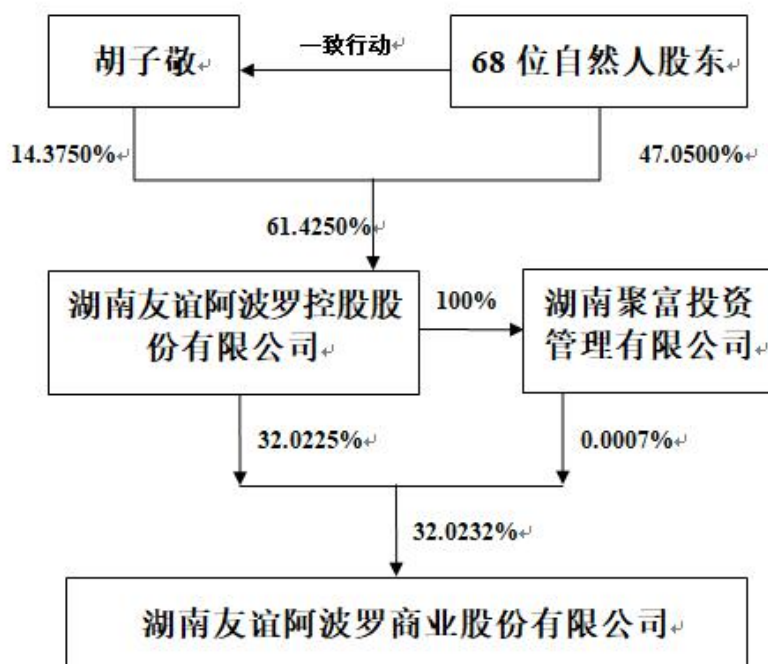 一致行动
胡子敬
68 位自然人股东
14.3750%
47.0500%
61.4250%
湖南友谊阿波罗控股股
份有限公司
100%
湖南聚富投资
管理有限公司
32.0225%
0.0007%
32.0232%
湖南友谊阿波罗商业股份有限公司